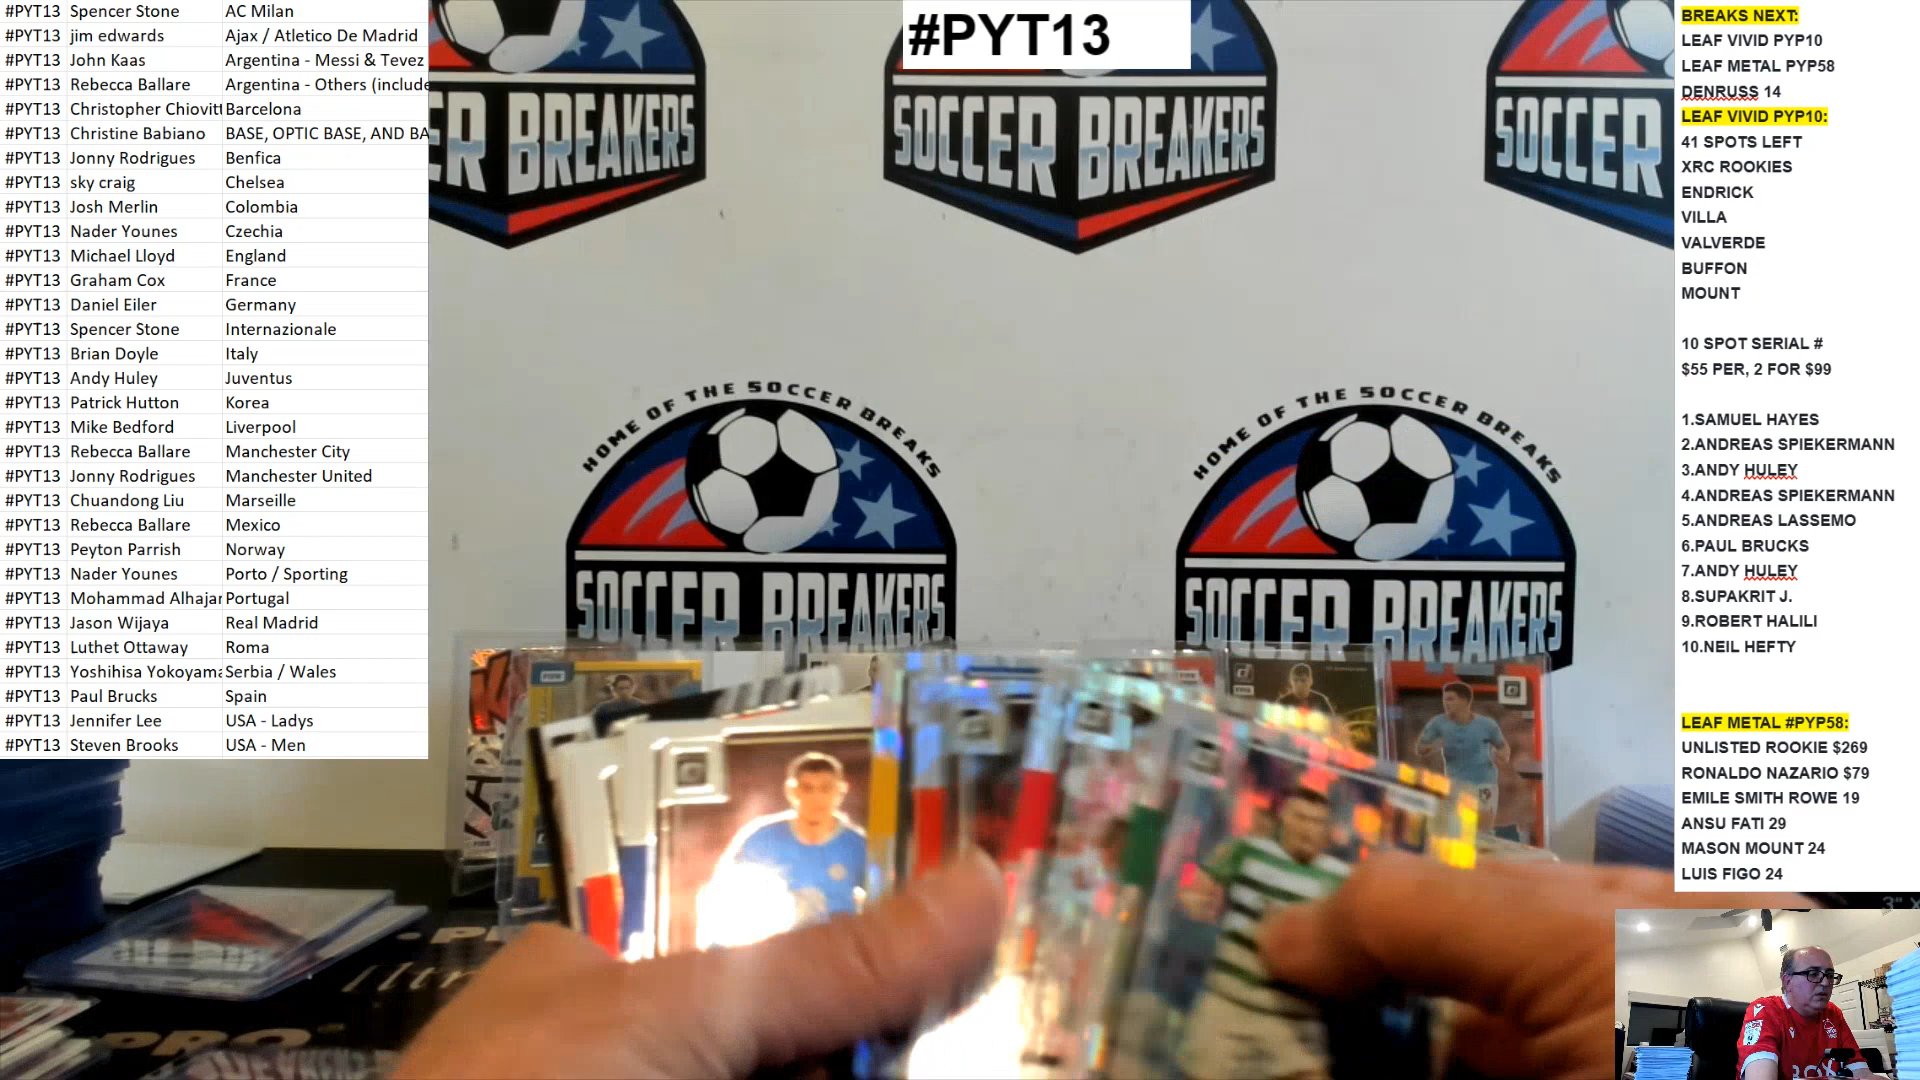 #PYT13 Spencer Stone AC Milan
#PYT13 jim edwards Ajax / Atletico De Madrid
#PYT13 John Kaas Argentina - Messi & Tevez
#PYT13 Rebecca Ballare Argentina - Others (include
#PYT13 Christopher Chiovitt Barcelona
#PYT13 Christine Babiano BASE, OPTIC BASE, AND BA
#PYT13 Jonny Rodrigues Benfica
#PYT13 sky craig Chelsea
#PYT13 Josh Merlin Colombia
#PYT13 Nader Younes Czechia
#PYT13 Michael Lloyd England
#PYT13 Graham Cox France
#PYT13 Daniel Eiler Germany
#PYT13 Spencer Stone Internazionale
#PYT13 Brian Doyle Italy
#PYT13 Andy Huley Juventus
#PYT13 Patrick Hutton Korea
#PYT13 Mike Bedford Liverpool
#PYT13 Rebecca Ballare Manchester City
#PYT13 Jonny Rodrigues Manchester United
#PYT13 Chuandong Liu Marseille
#PYT13 Rebecca Ballare Mexico
#PYT13 Peyton Parrish Norway
#PYT13 Nader Younes Porto / Sporting
#PYT13 Mohammad Alhajar Portugal
#PYT13 Jason Wijaya Real Madrid
#PYT13 Luthet Ottaway Roma
#PYT13 Yoshihisa Yokoyama Serbia / Wales
#PYT13 Paul Brucks Spain
#PYT13 Jennifer Lee USA - Ladys
#PYT13 Steven Brooks USA - Men
#PYT13
CER BREAKERS
SOCCER BREAKERS
SOCCER
HOME OF THE SOCCER BREAKS
SOCCER BREAKERS
HOME OF THE SOCCER BREAKS
SOCCER BREAKERS
BREAKS NEXT:
LEAF VIVID PYP10
LEAF METAL PYP58
DENRUSS 14
LEAF VIVID PYP10:
41 SPOTS LEFT
XRC ROOKIES
ENDRICK
VILLA
VALVERDE
BUFFON
MOUNT
10 SPOT SERIAL #
$55 PER, 2 FOR $99
1.SAMUEL HAYES
2.ANDREAS SPIEKERMANN
3.ANDY HULEY
4.ANDREAS SPIEKERMANN
5.ANDREAS LASSEMO
6.PAUL BRUCKS
7.ANDY HULEY
8.SUPAKRIT J.
9.ROBERT HALILI
10.NEIL HEFTY
LEAF METAL #PYP58:
UNLISTED ROOKIE $269
RONALDO NAZARIO $79
EMILE SMITH ROWE 19
ANSU FATI 29
MASON MOUNT 24
LUIS FIGO 24